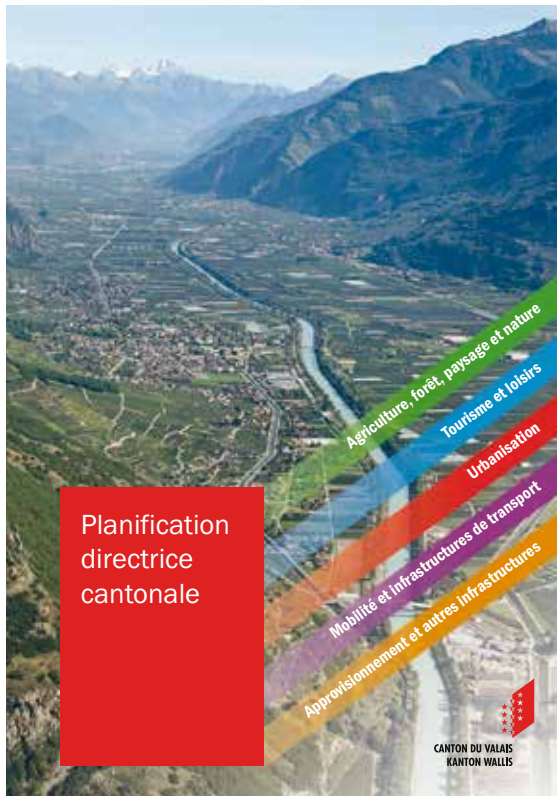 Agriculture, forêt, paysage et nature
Tourisme et loisirs
Urbanisation
Mobilité et infrastructures de transport
Approvisionnement et autres infrastructures
Planification
directrice
cantonale
CANTON DU VALAIS
KANTON WALLIS